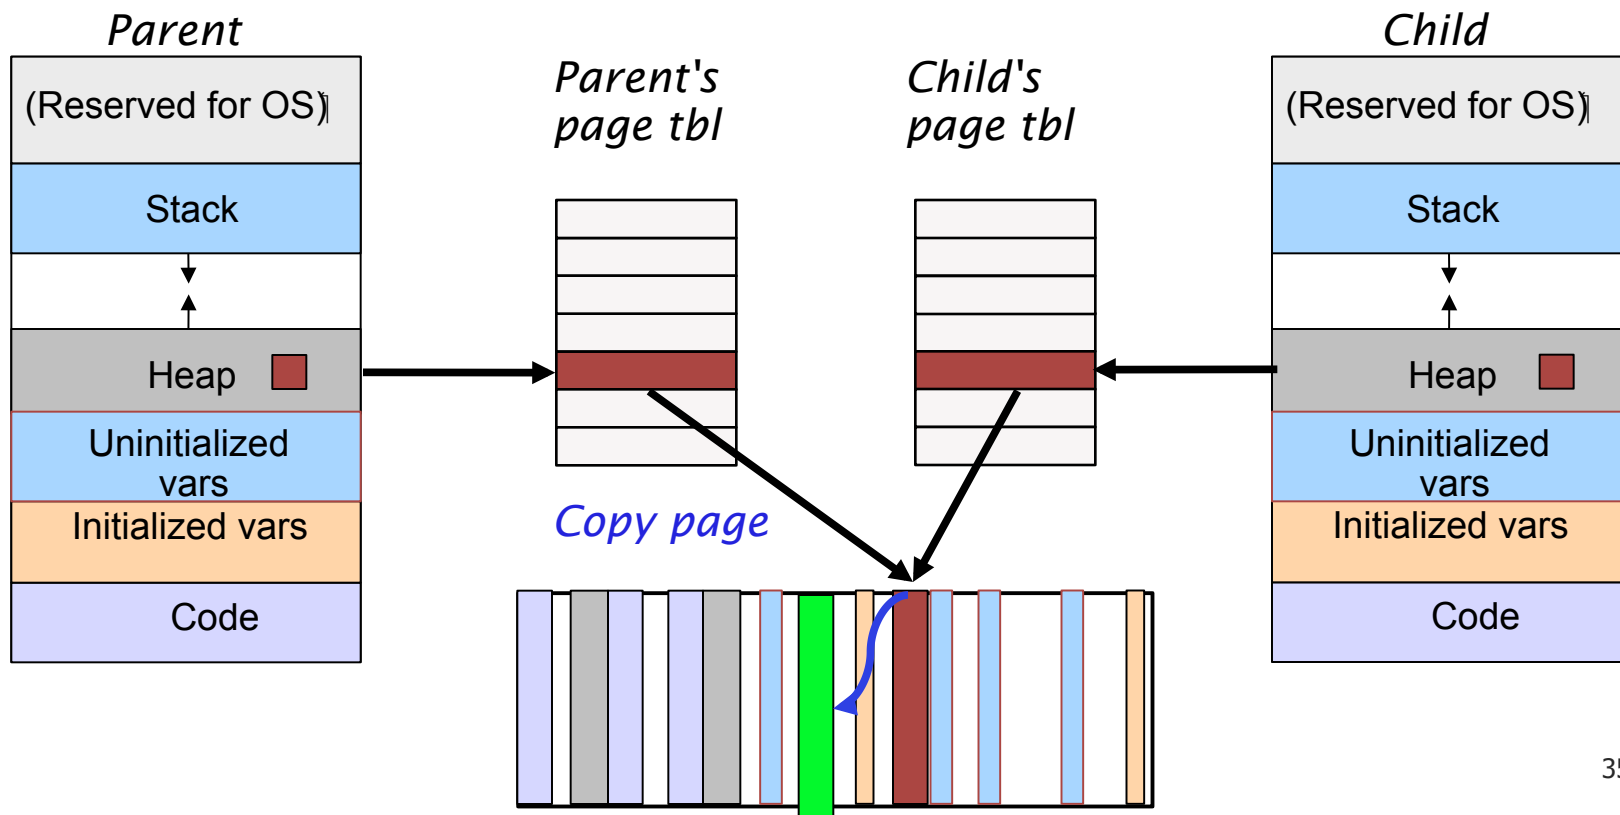 Parent
(Reserved for OS)
Stack
Heap
Uninitialized
vars
Initialized vars
Code
Parent's
page tbl
Child's
page tbl
Copy page
Child
(Reserved for OS)
Stack
Heap
Uninitialized
vars
Initialized vars
Code
35